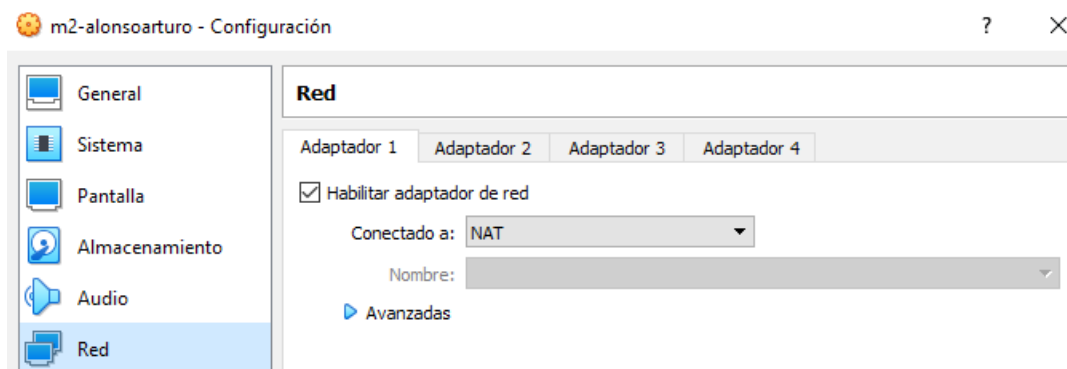 m2-alonsoarturo - Configuración ?
General
Sistema
Pantalla
Almacenamiento
Audio
Red
Red
Adaptador 1 Adaptador 2 Adaptador 3 Adaptador 4
Habilitar adaptador de red
Conectado a: NAT
Nombre:
Avanzadas